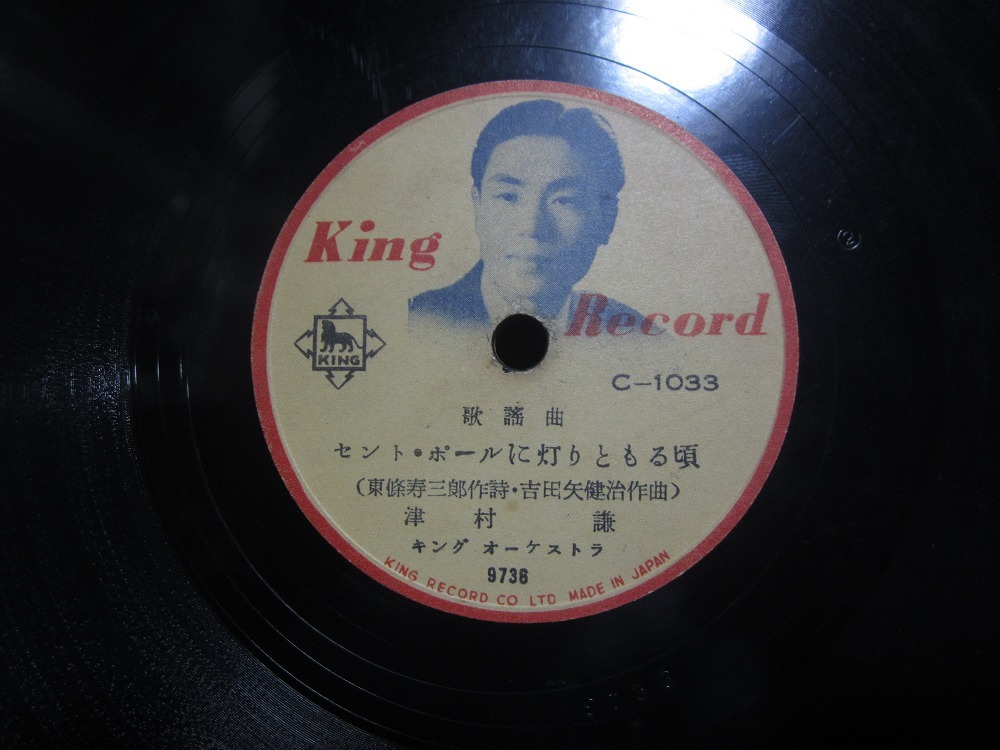 King
Record
KING
C-1033
歌謠曲
セント・ポールに灯りともる頃
(東條寿三郎作詩・吉田矢健治作曲)
津村 謙
キング オーケストラ
9736
KING RECORD CO LTD MADE IN JAPAN